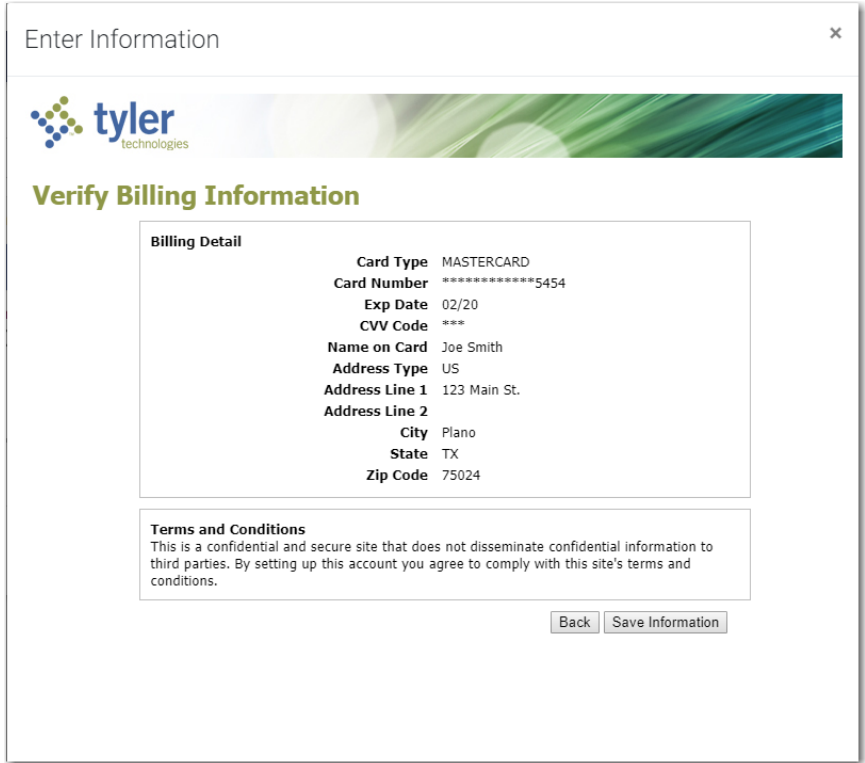 Enter Information
×
tyler
technologies
Verify Billing Information
Billing Detail
Card Type MASTERCARD
Card Number ************5454
Exp Date 02/20
CVV Code ***
Name on Card Joe Smith
Address Type US
Address Line 1 123 Main St.
Address Line 2
City Plano
State TX
Zip Code 75024
Terms and Conditions
This is a confidential and secure site that does not disseminate confidential information to
third parties. By setting up this account you agree to comply with this site's terms and
conditions.
Back Save Information